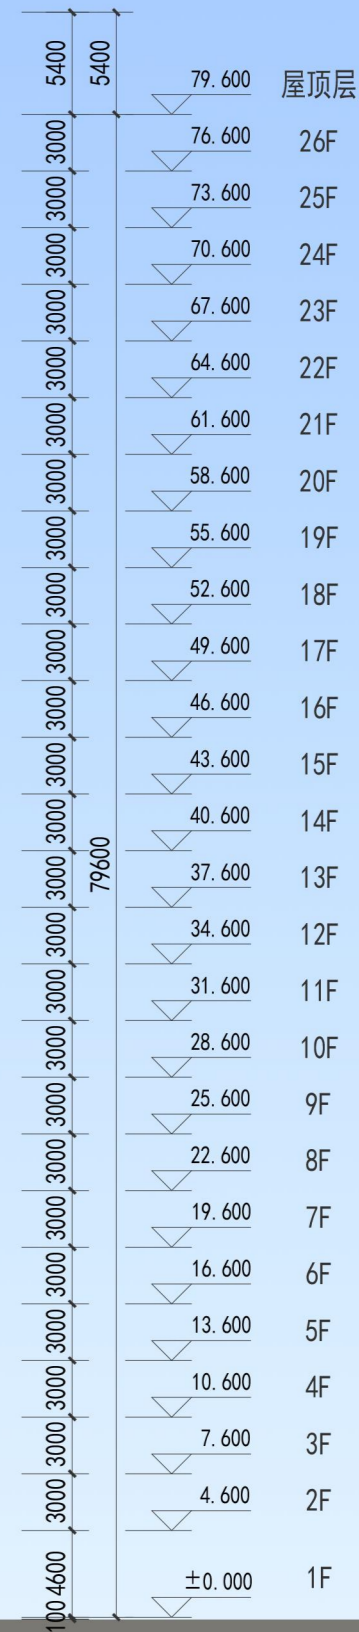 5400 5400
79.600 屋顶层
3000 76.600 26F
3000 73.600 25F
3000 70.600 24F
3000 67.600 23F
3000 64.600 22F
3000 61.600 21F
3000 58.600 20F
3000 55.600 19F
3000 52.600 18F
3000 49.600 17F
3000 46.600 16F
3000 43.600 15F
3000 40.600 14F
79600
3000 37.600 13F
3000 34.600 12F
3000 31.600 11F
3000 28.600 10F
3000 25.600 9F
3000 22.600 8F
3000 19.600 7F
3000 16.600 6F
3000 13.600 5F
3000 10.600 4F
3000 7.600 3F
3000 4.600 2F
4600 ±0.000 1F
100